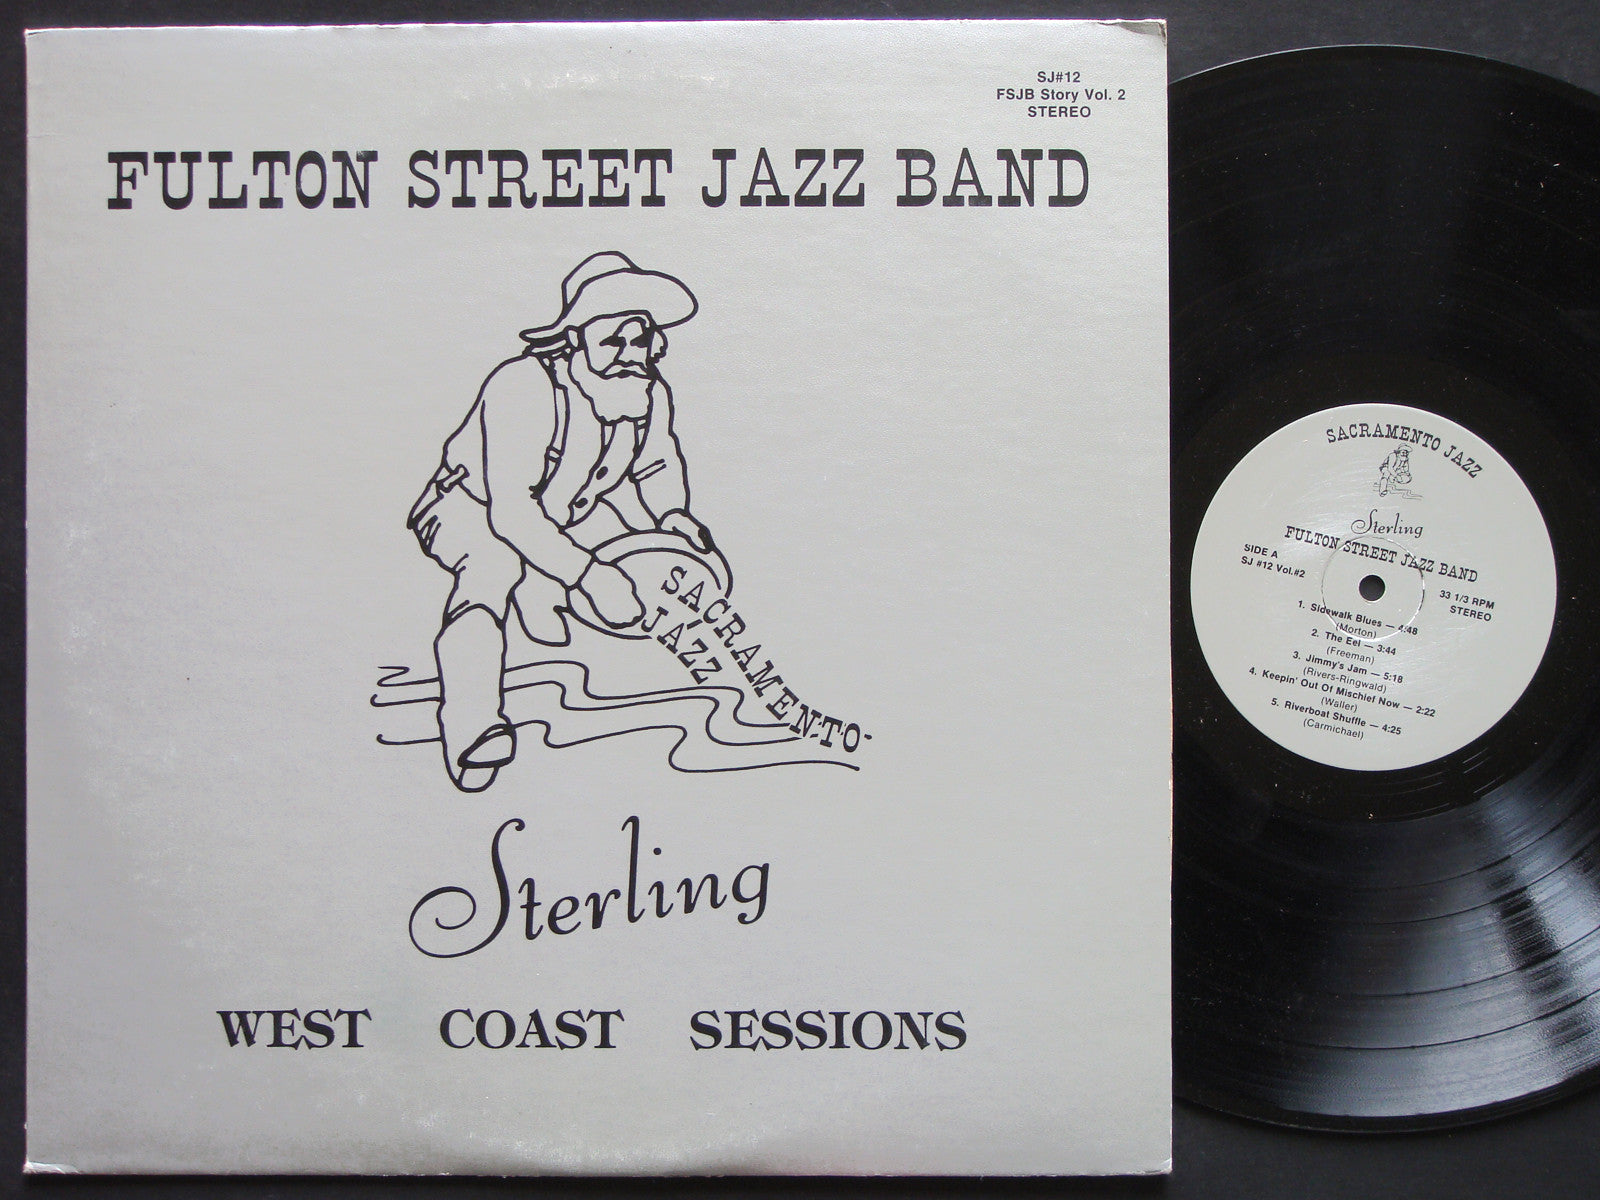 SJ#12
FSJB Story Vol. 2
STEREO
FULTON STREET JAZZ BAND
SACRAMENTO
JAZZ
Sterling
WEST COAST SESSIONS
SACRAMENTO JAZZ
Sterling
FULTON STREET JAZZ BAND
SIDE A
SJ #12 Vol.#2
33 1/3 RPM
STEREO
1. Sidewalk Blues — 4:48
(Morton)
2. The Eel — 3:44
(Freeman)
3. Jimmy's Jam — 5:18
(Rivers-Ringwald)
4. Keepin' Out Of Mischief Now — 2:22
(Waller)
5. Riverboat Shuffle — 4:25
(Carmichael)